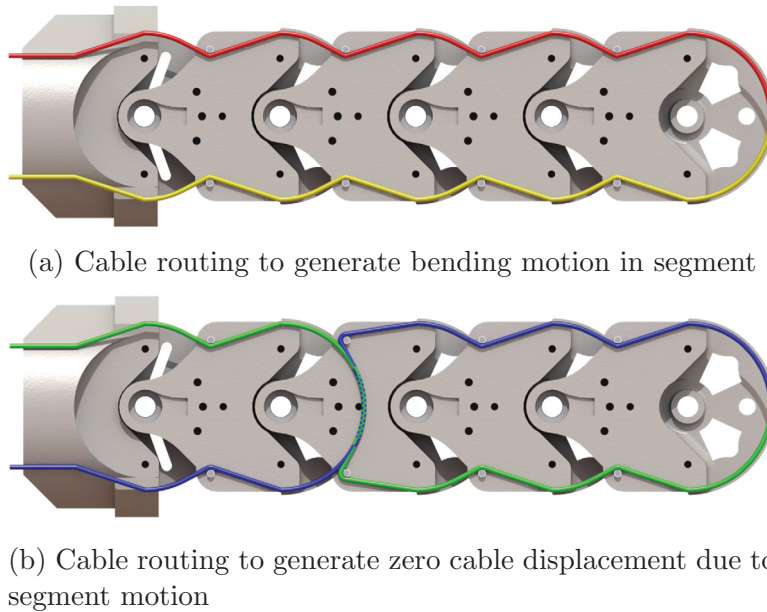 (a) Cable routing to generate bending motion in segment
(b) Cable routing to generate zero cable displacement due to
segment motion